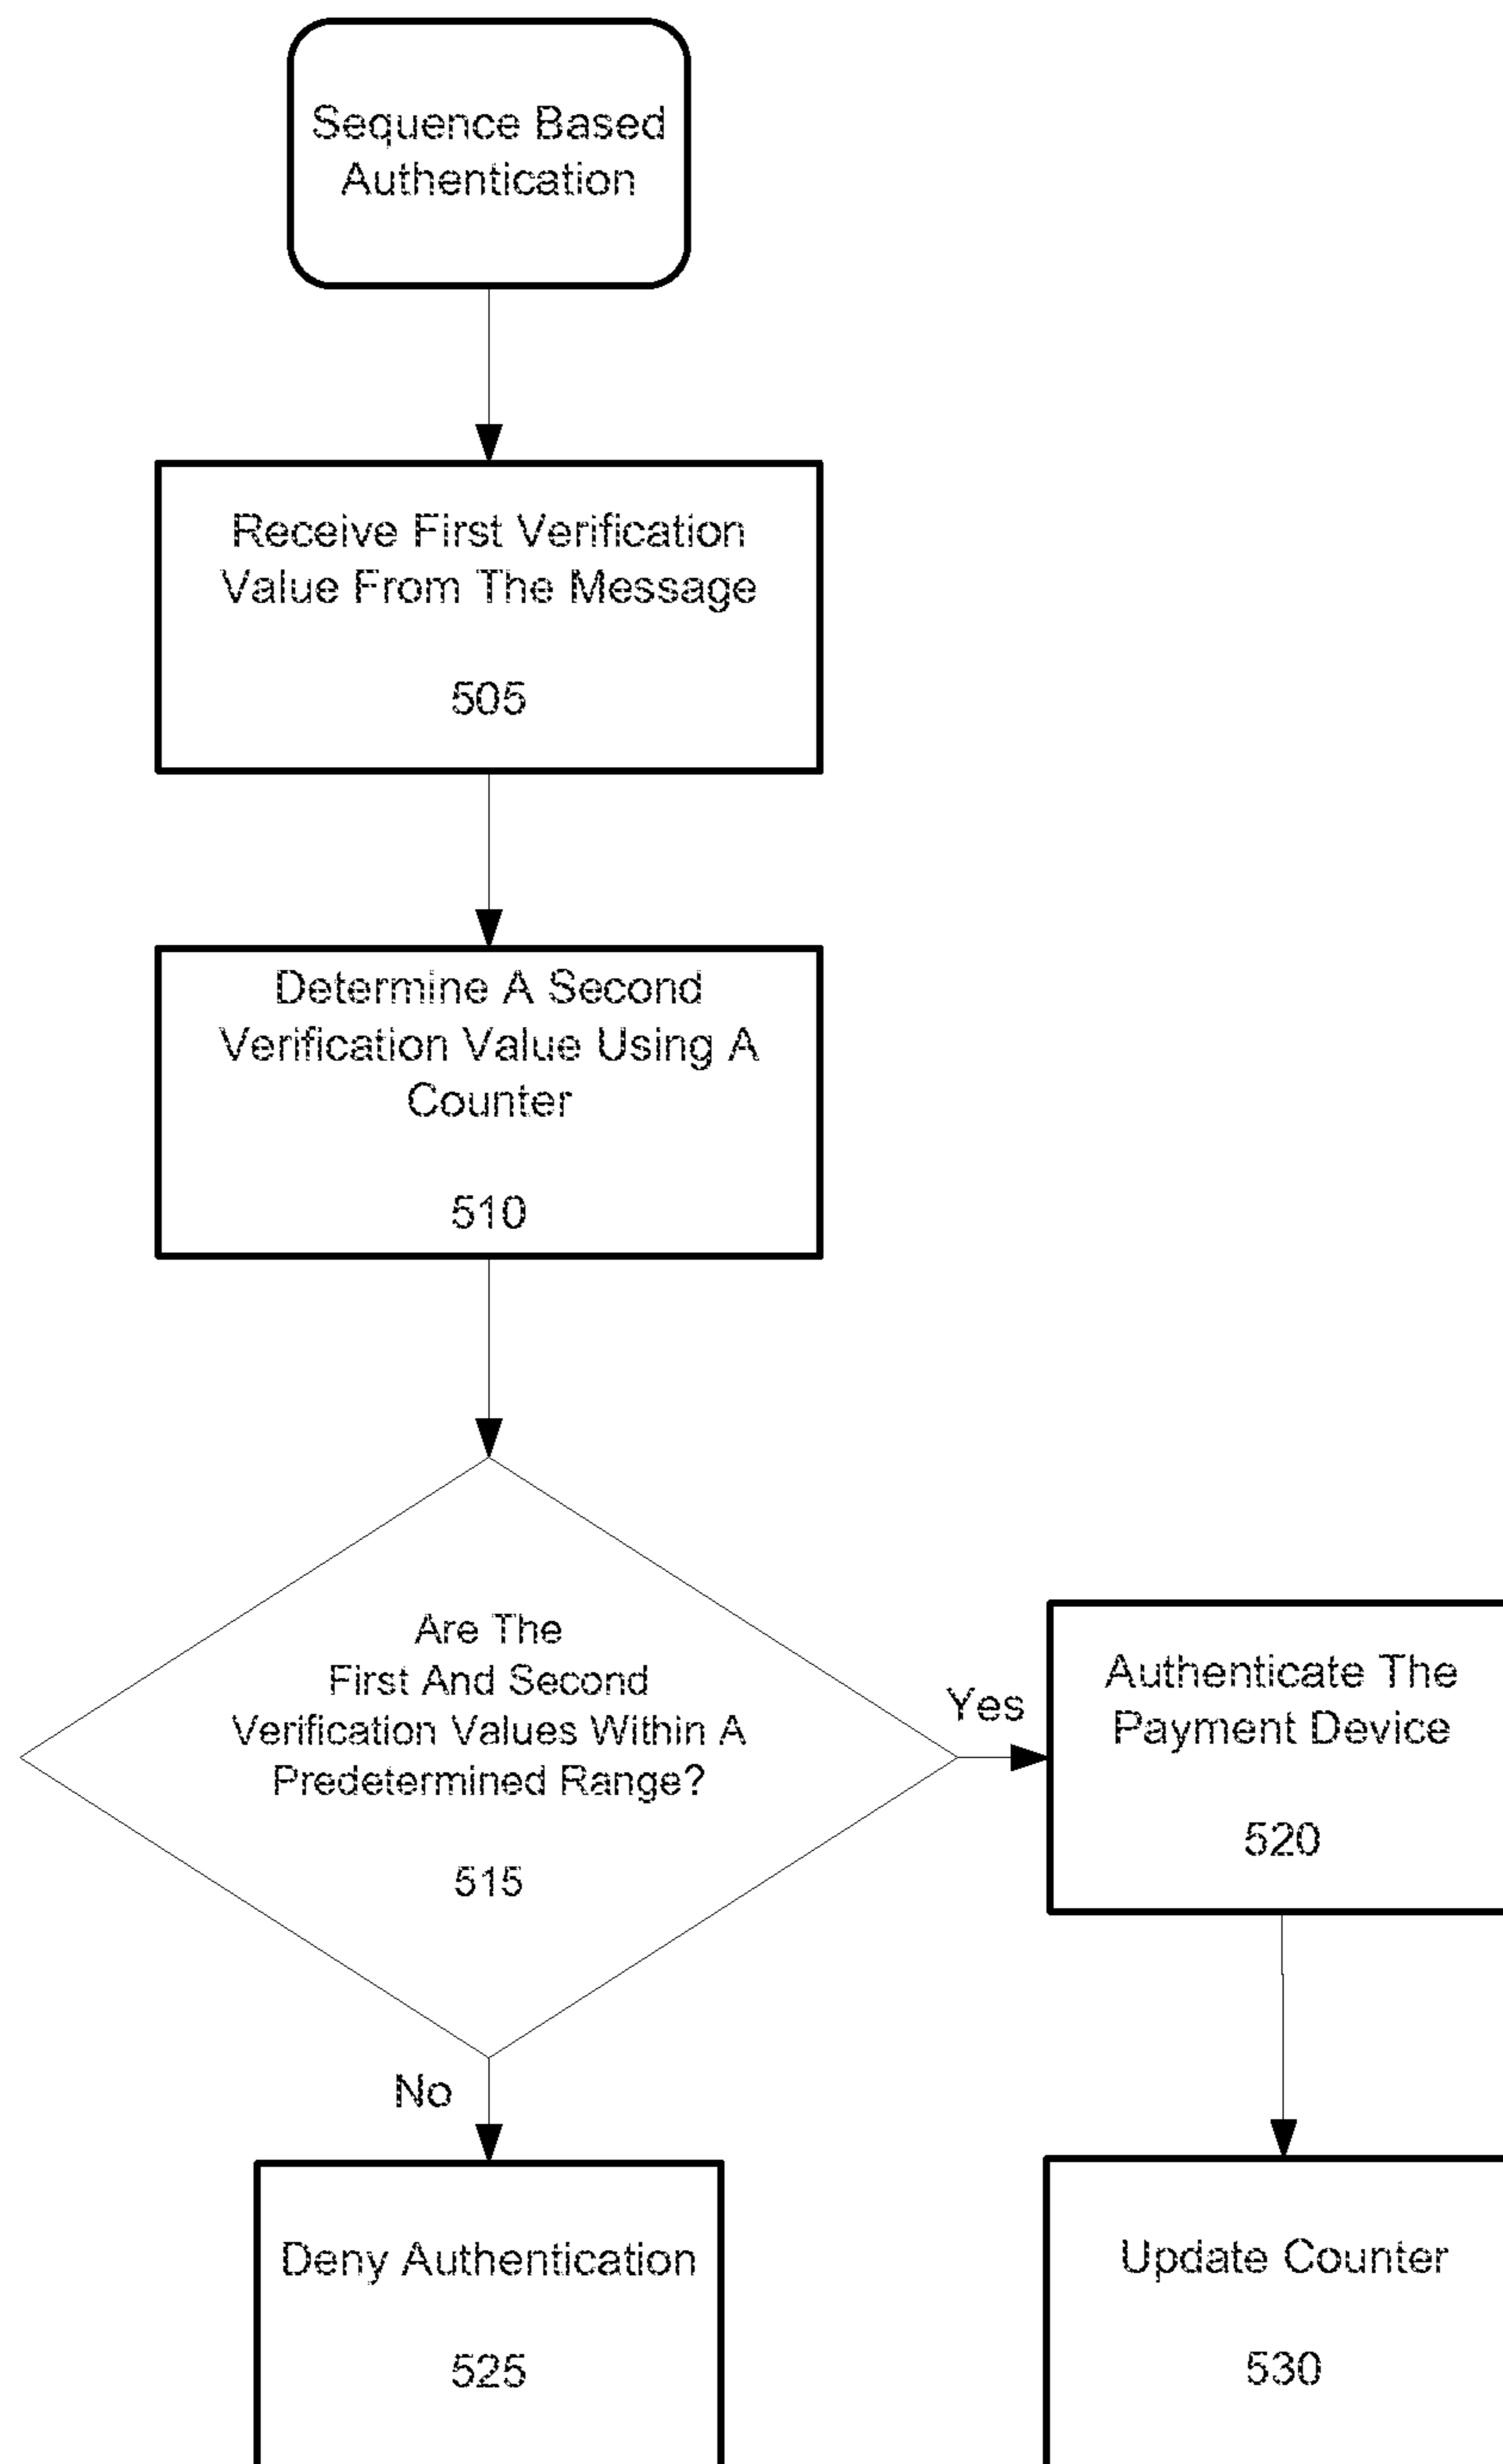 Sequence Based
Authentication
Receive First Verification
Value From The Message
505
Determine A Second
Verification Value Using A
Counter
510
Are The
First And Second
Verification Values Within A
Predetermined Range?
515
Yes
Authenticate The
Payment Device
520
No
Deny Authentication
525
Update Counter
530